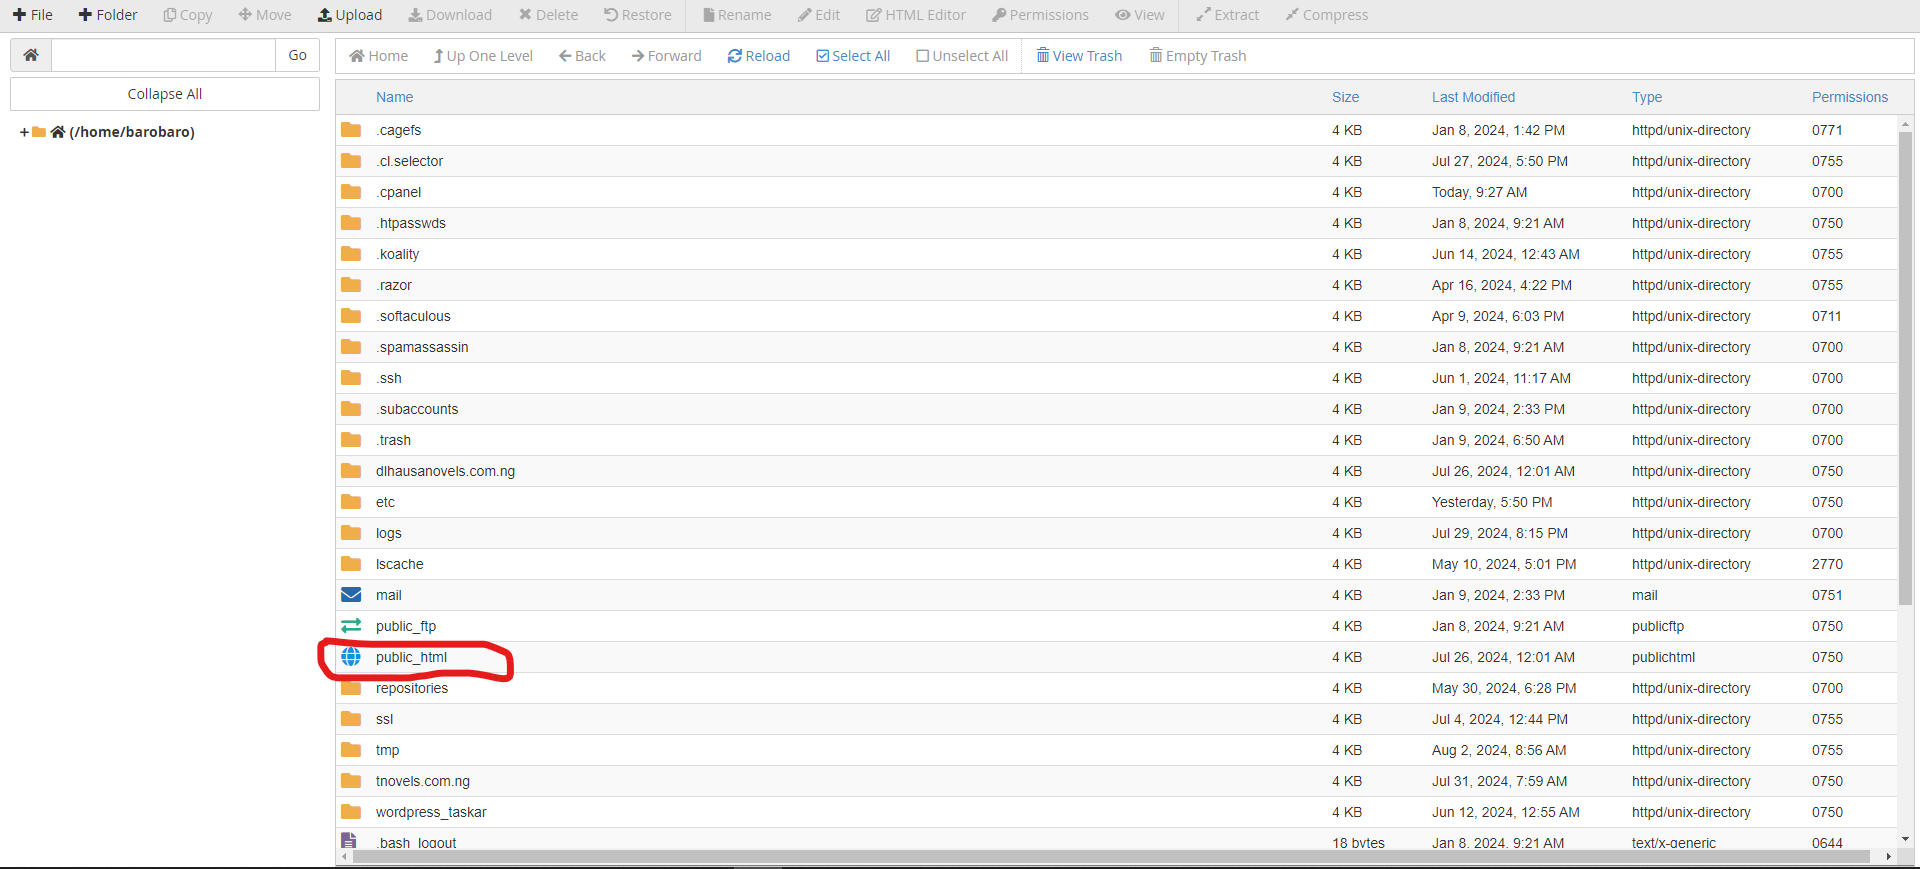 File Folder Copy Move Upload Download Delete Restore Rename Edit HTML Editor Permissions View Extract Compress
Go
Home Up One Level Back Forward Reload Select All Unselect All View Trash Empty Trash
Collapse All
+ (/home/barobaro)
Name Size Last Modified Type Permissions
.cagefs 4 KB Jan 8, 2024, 1:42 PM httpd/unix-directory 0771
.cl.selector 4 KB Jul 27, 2024, 5:50 PM httpd/unix-directory 0755
.cpanel 4 KB Today, 9:27 AM httpd/unix-directory 0700
.htpasswds 4 KB Jan 8, 2024, 9:21 AM httpd/unix-directory 0750
.koality 4 KB Jun 14, 2024, 12:43 AM httpd/unix-directory 0755
.razor 4 KB Apr 16, 2024, 4:22 PM httpd/unix-directory 0755
.softaculous 4 KB Apr 9, 2024, 6:03 PM httpd/unix-directory 0711
.spamassassin 4 KB Jan 8, 2024, 9:21 AM httpd/unix-directory 0700
.ssh 4 KB Jun 1, 2024, 11:17 AM httpd/unix-directory 0700
.subaccounts 4 KB Jan 9, 2024, 2:33 PM httpd/unix-directory 0700
.trash 4 KB Jan 9, 2024, 6:50 AM httpd/unix-directory 0700
dlhausanovels.com.ng 4 KB Jul 26, 2024, 12:01 AM httpd/unix-directory 0750
etc 4 KB Yesterday, 5:50 PM httpd/unix-directory 0750
logs 4 KB Jul 29, 2024, 8:15 PM httpd/unix-directory 0700
lscache 4 KB May 10, 2024, 5:01 PM httpd/unix-directory 2770
mail 4 KB Jan 9, 2024, 2:33 PM mail 0751
public_ftp 4 KB Jan 8, 2024, 9:21 AM publicftp 0750
public_html 4 KB Jul 26, 2024, 12:01 AM publichtml 0750
repositories 4 KB May 30, 2024, 6:28 PM httpd/unix-directory 0700
ssl 4 KB Jul 4, 2024, 12:44 PM httpd/unix-directory 0755
tmp 4 KB Aug 2, 2024, 8:56 AM httpd/unix-directory 0755
tnovels.com.ng 4 KB Jul 31, 2024, 7:59 AM httpd/unix-directory 0750
wordpress_taskar 4 KB Jun 12, 2024, 12:55 AM httpd/unix-directory 0750
.bash_logout 18 bytes Jan 8, 2024, 9:21 AM text/x-generic 0644